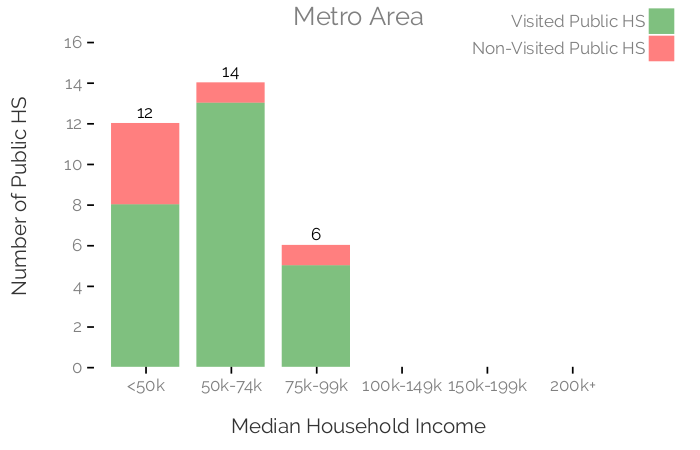 Metro Area
Visited Public HS
Non-Visited Public HS
Number of Public HS
16
14
12
10
8
6
4
2
0
12
14
6
<50k
50k-74k
75k-99k
100k-149k
150k-199k
200k+
Median Household Income